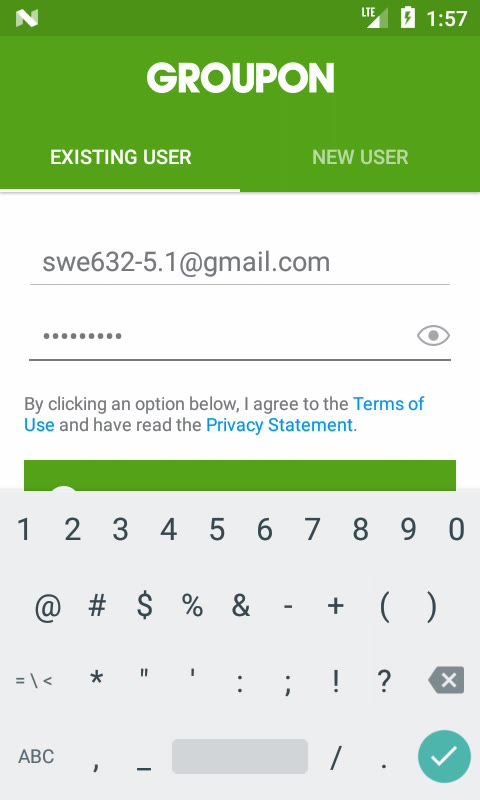 LTE 1:57
GROUPON
EXISTING USER NEW USER
swe632-5.1@gmail.com
•••••••••
By clicking an option below, I agree to the Terms of
Use and have read the Privacy Statement.
1 2 3 4 5 6 7 8 9 0
@ # $ % & - + ( )
= \ < * " ' : ; ! ?
ABC , _ / .